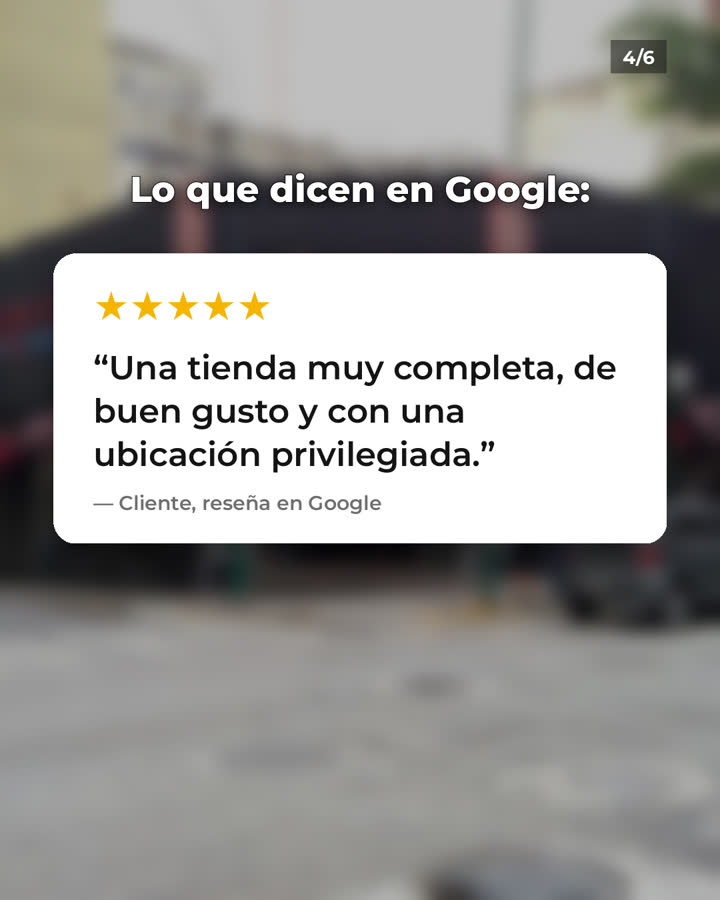 4/6
Lo que dicen en Google:
“Una tienda muy completa, de
buen gusto y con una
ubicación privilegiada.”
— Cliente, reseña en Google